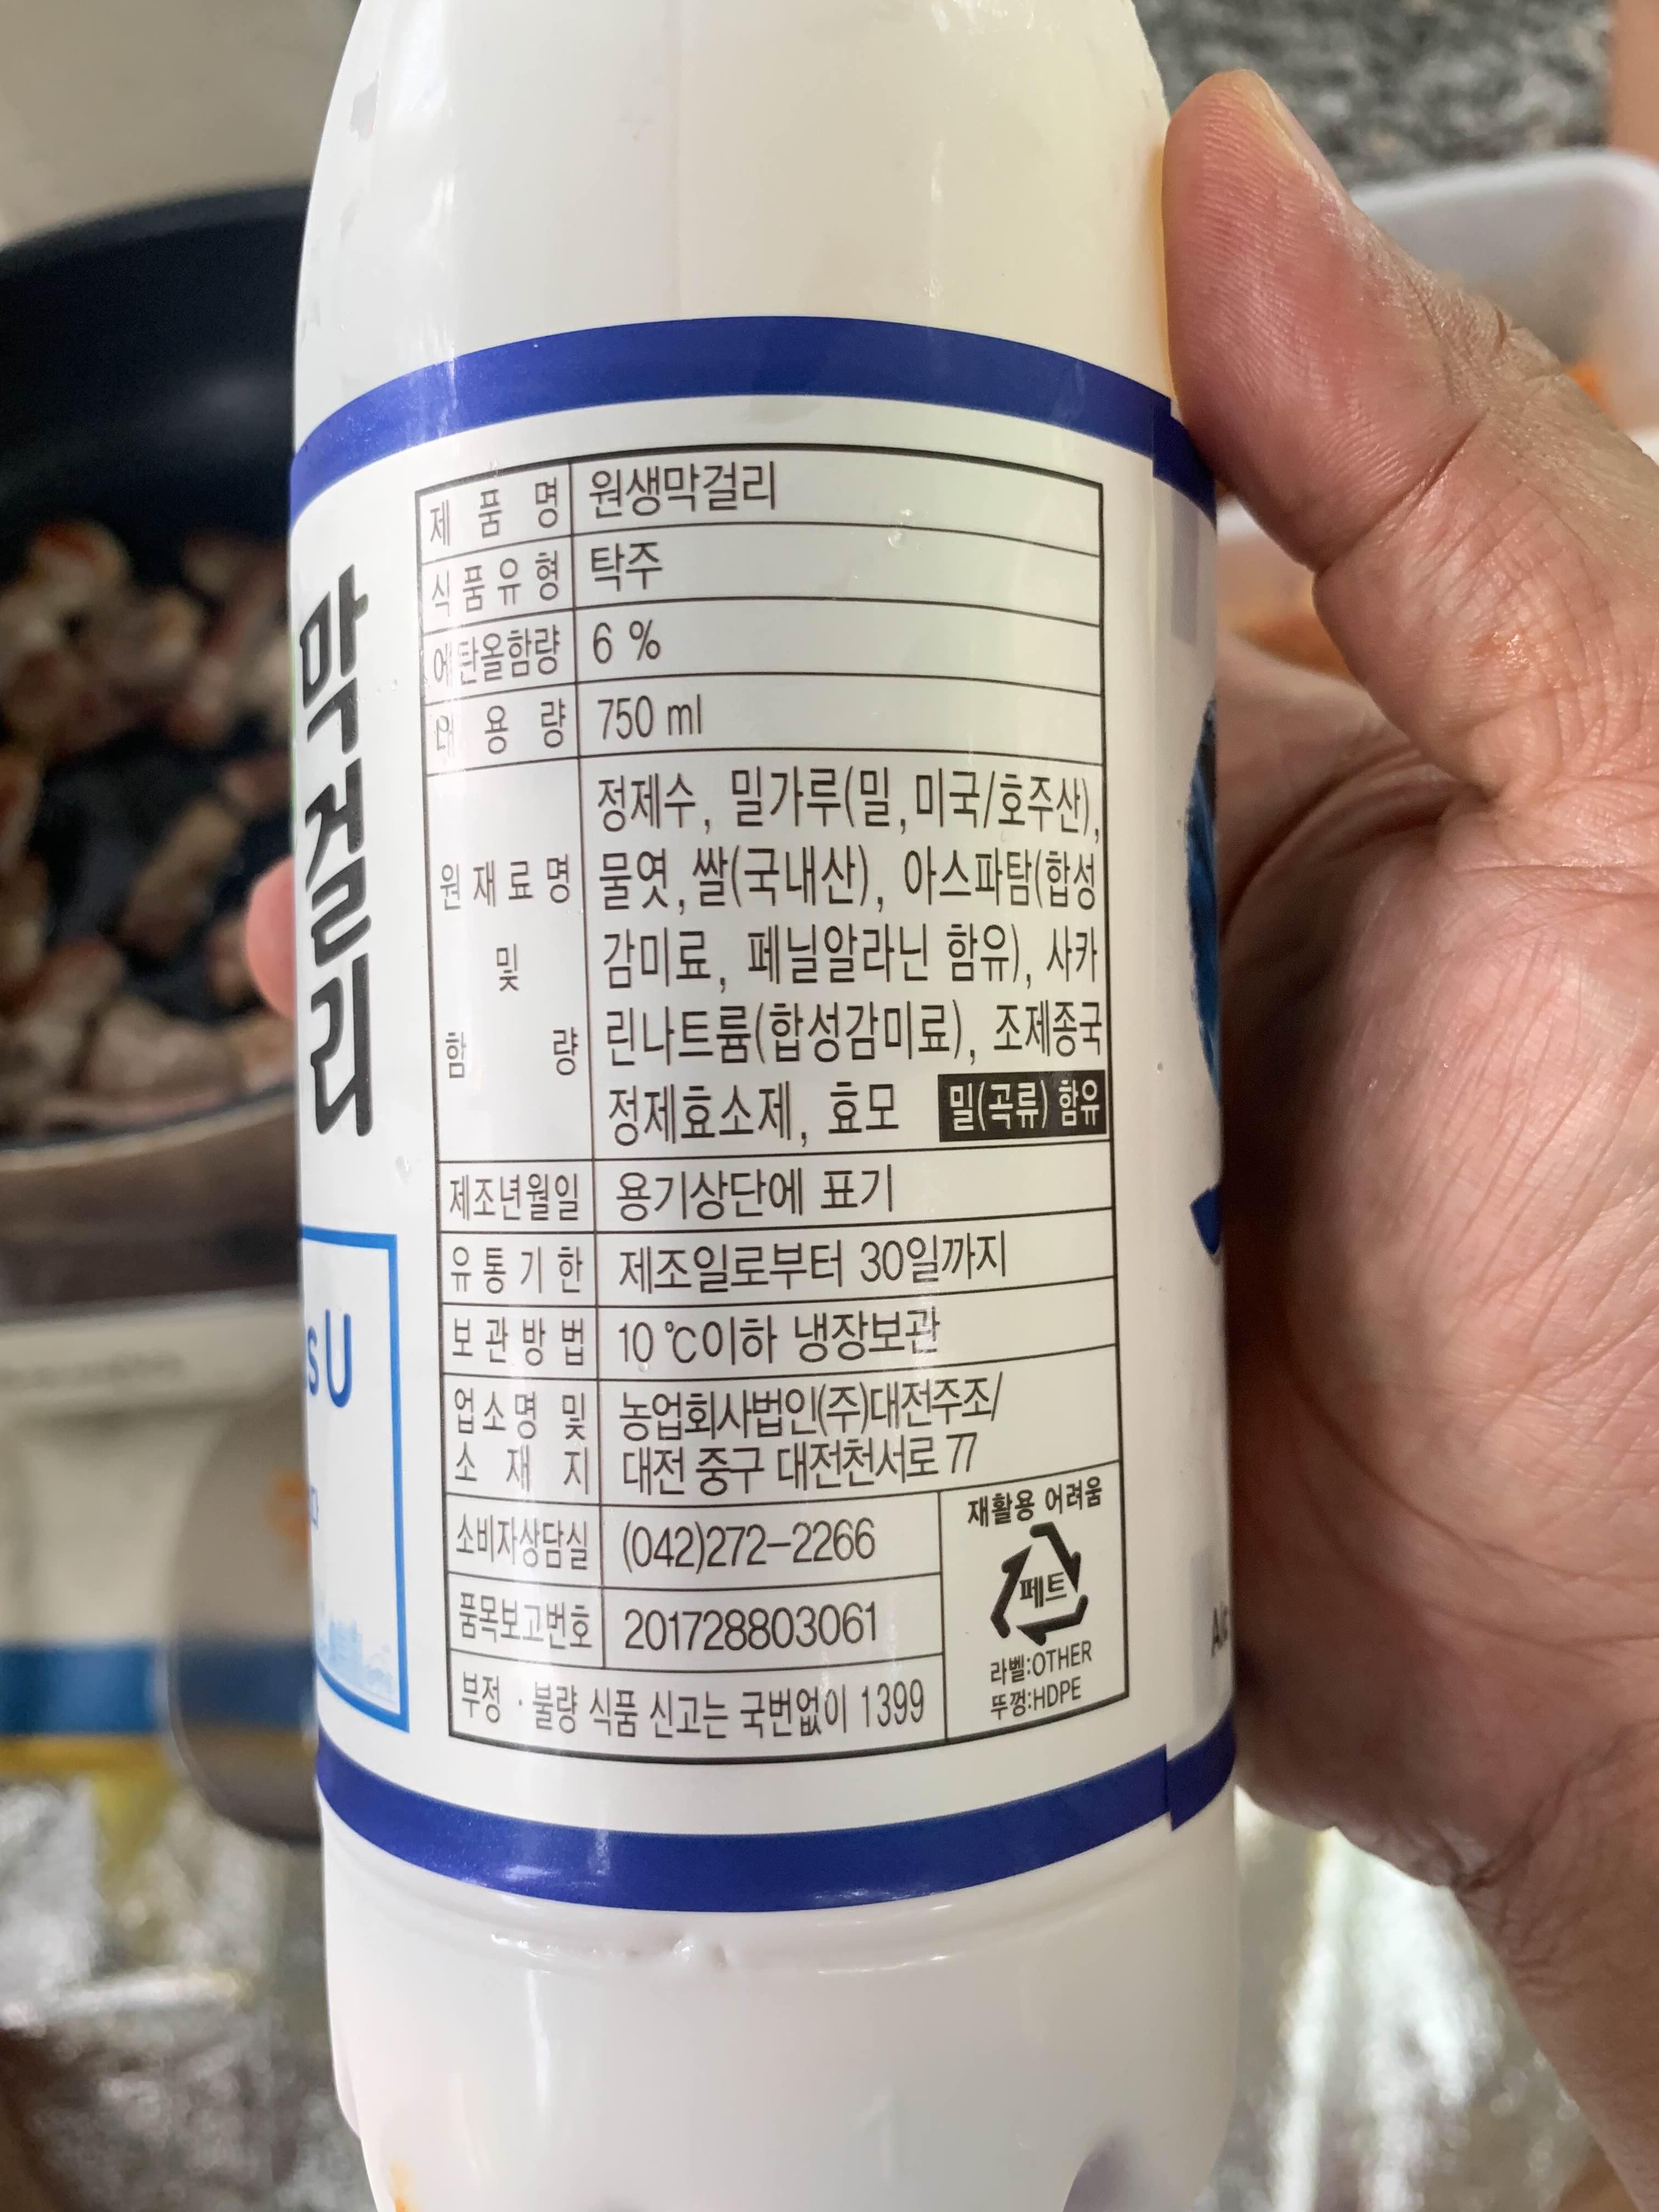 막걸리
sU
제품명 원생막걸리
식품유형 탁주
에탄올함량 6 %
내용량 750 ml
원재료명 및 함량
정제수, 밀가루(밀,미국/호주산),
물엿,쌀(국내산), 아스파탐(합성
감미료, 페닐알라닌 함유), 사카
린나트륨(합성감미료), 조제종국
정제효소제, 효모 밀(곡류) 함유
제조년월일 용기상단에 표기
유통기한 제조일로부터 30일까지
보관방법 10℃이하 냉장보관
업소명 및 농업회사법인(주)대전주조/
소재지 대전 중구 대전천서로 77
소비자상담실 (042)272-2266
품목보고번호 201728803061
부정·불량 식품 신고는 국번없이 1399
재활용 어려움
페트
라벨:OTHER
뚜껑:HDPE